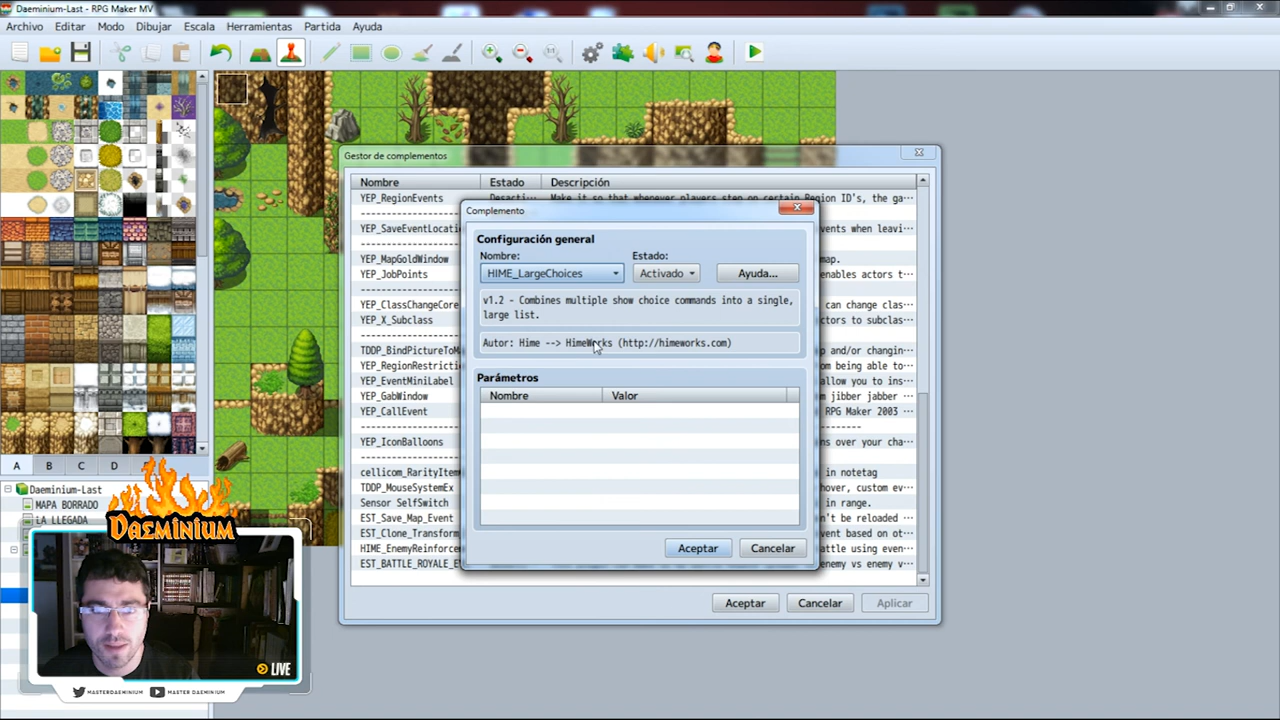 Daeminium-Last - RPG Maker MV
Archivo Editar Modo Dibujar Escala Herramientas Partida Ayuda
Gestor de complementos
Nombre Estado Descripción
YEP_RegionEvents Desacti··· Make it so that whenever players step on certain Region ID's, the ga···
vents when leavi···
YEP_MapGoldWindow map.
YEP_JobPoints enables actors t···
YEP_ClassChangeCore can change clas···
YEP_X_Subclass ctors to subclas···
TDDP_BindPictureToM p and/or changin···
YEP_RegionRestricti om being able to···
YEP_EventMiniLabel allow you to ins···
YEP_GabWindow m jibber jabber ···
YEP_CallEvent RPG Maker 2003 ···
YEP_IconBalloons ns over your cha···
cellicom_RarityItem in notetag
TDDP_MouseSystemEx hover, custom ev···
Sensor SelfSwitch in range.
EST_Save_Map_Event n't be reloaded ···
EST_Clone_Transform vent based on ot···
HIME_EnemyReinforce attle using even···
EST_BATTLE_ROYALE_E enemy vs enemy v···
Aceptar Cancelar Aplicar
Complemento
Configuración general
Nombre: Estado:
HIME_LargeChoices Activado Ayuda...
v1.2 - Combines multiple show choice commands into a single,
large list.
Autor: Hime --> HimeWorks (http://himeworks.com)
Parámetros
Nombre Valor
Aceptar Cancelar
A B C D
Daeminium-Last
MAPA BORRADO
LA LLEGADA
DAEMINIUM
LIVE
MASTERDAEMINIUM MASTER DAEMINIUM